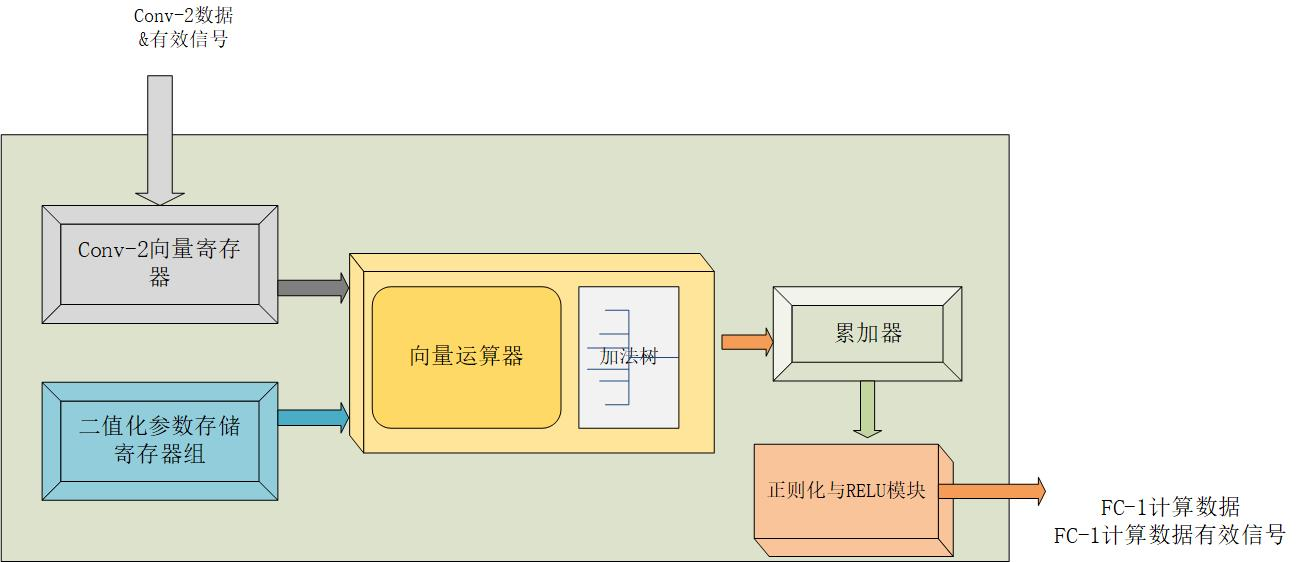 Conv-2数据
&有效信号
Conv-2向量寄存
器
二值化参数存储
寄存器组
向量运算器
加法树
累加器
正则化与RELU模块
FC-1计算数据
FC-1计算数据有效信号